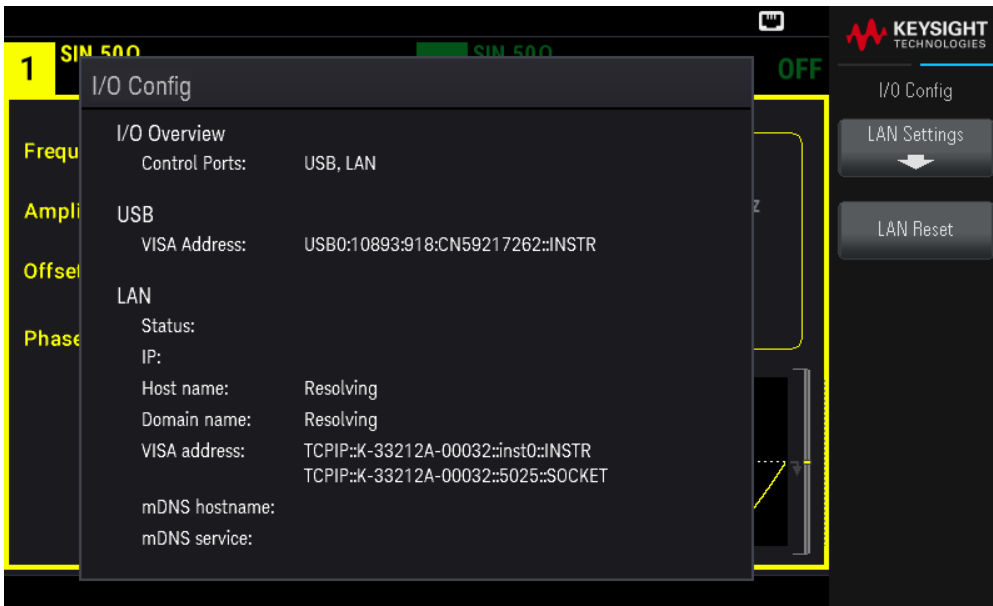 KEYSIGHT
TECHNOLOGIES
1
SIN 50Ω
SIN 50Ω
OFF
I/O Config
I/O Config
I/O Overview
Control Ports: USB, LAN
USB
VISA Address: USB0:10893:918:CN59217262::INSTR
LAN
Status:
IP:
Host name: Resolving
Domain name: Resolving
VISA address: TCPIP::K-33212A-00032::inst0::INSTR
TCPIP::K-33212A-00032::5025::SOCKET
mDNS hostname:
mDNS service:
Frequ
Ampli
Offset
Phase
z
LAN Settings
LAN Reset